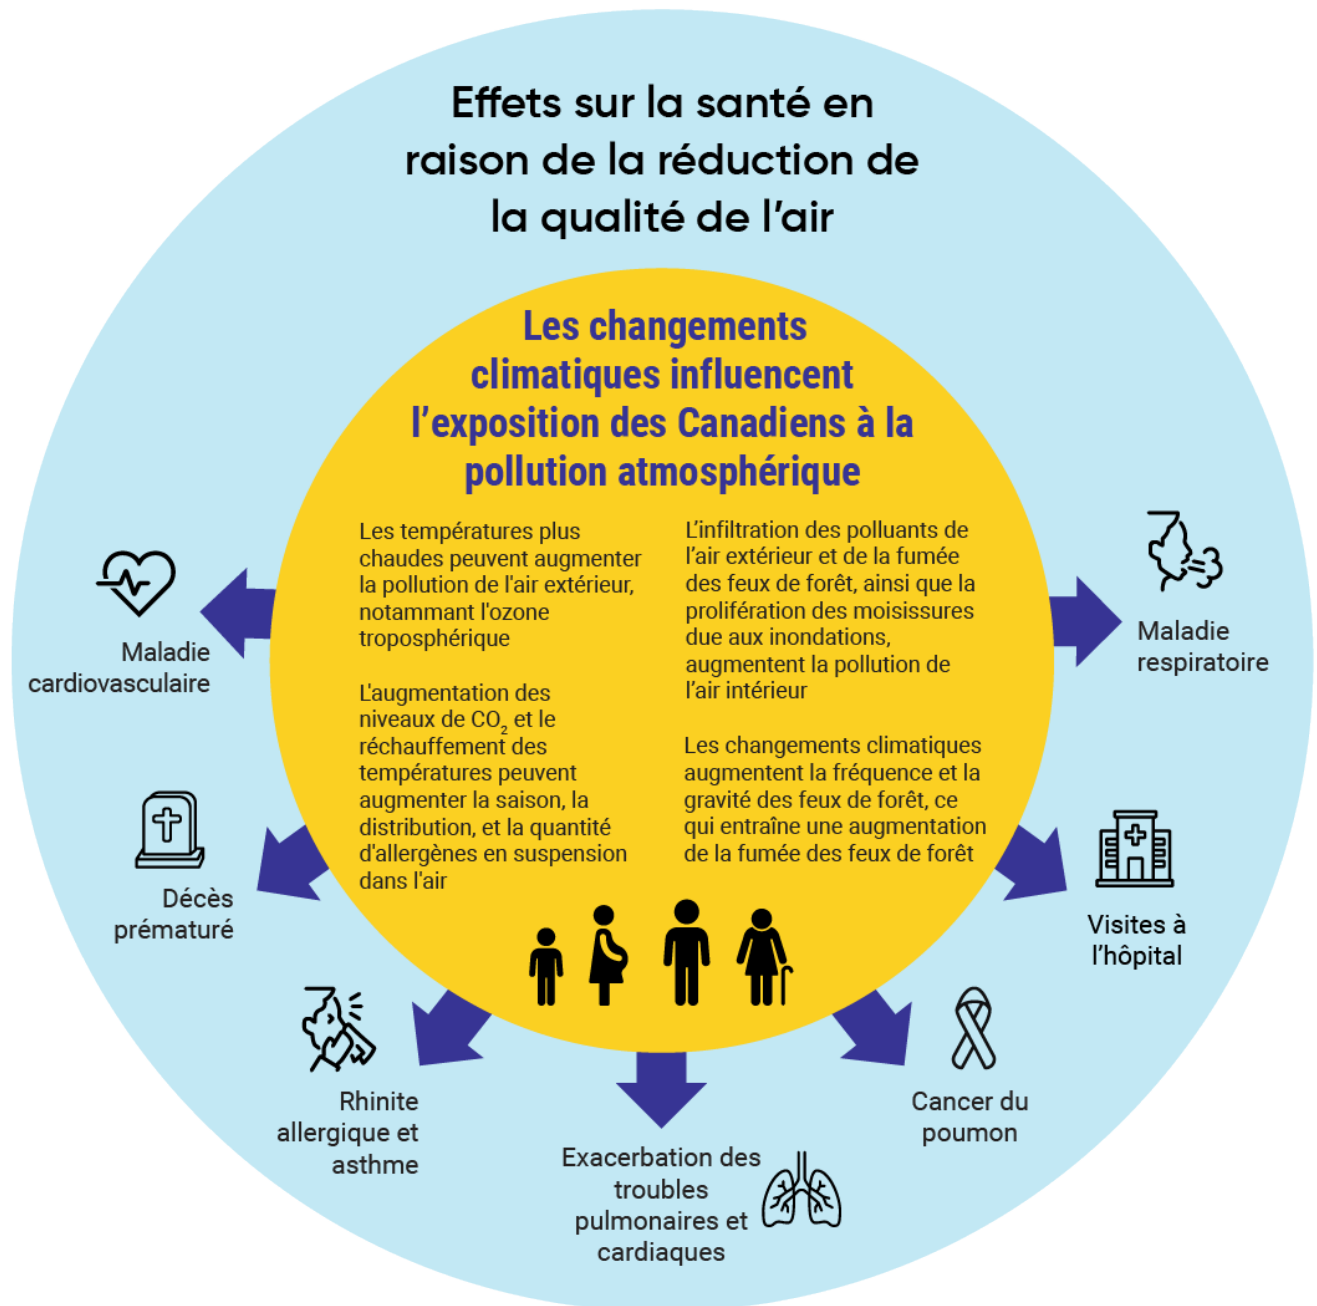 Effets sur la santé en
raison de la réduction de
la qualité de l’air
Les changements
climatiques influencent
l’exposition des Canadiens à la
pollution atmosphérique
Les températures plus
chaudes peuvent augmenter
la pollution de l'air extérieur,
notammant l'ozone
troposphérique
L'augmentation des
niveaux de CO₂ et le
réchauffement des
températures peuvent
augmenter la saison, la
distribution, et la quantité
d'allergènes en suspension
dans l'air
L’infiltration des polluants de
l’air extérieur et de la fumée
des feux de forêt, ainsi que la
prolifération des moisissures
due aux inondations,
augmentent la pollution de
l’air intérieur
Les changements climatiques
augmentent la fréquence et la
gravité des feux de forêt, ce
qui entraîne une augmentation
de la fumée des feux de forêt
Maladie
cardiovasculaire
Décès
prématuré
Rhinite
allergique et
asthme
Exacerbation des
troubles
pulmonaires et
cardiaques
Cancer du
poumon
Visites à
l’hôpital
Maladie
respiratoire